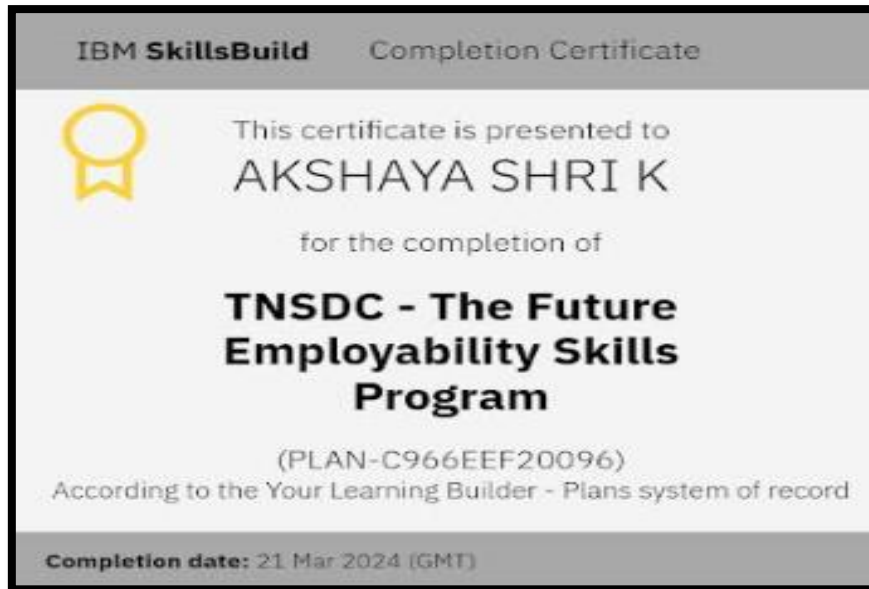 IBM SkillsBuild Completion Certificate
This certificate is presented to
AKSHAYA SHRI K
for the completion of
TNSDC - The Future
Employability Skills
Program
(PLAN-C966EEF20096)
According to the Your Learning Builder - Plans system of record
Completion date: 21 Mar 2024 (GMT)